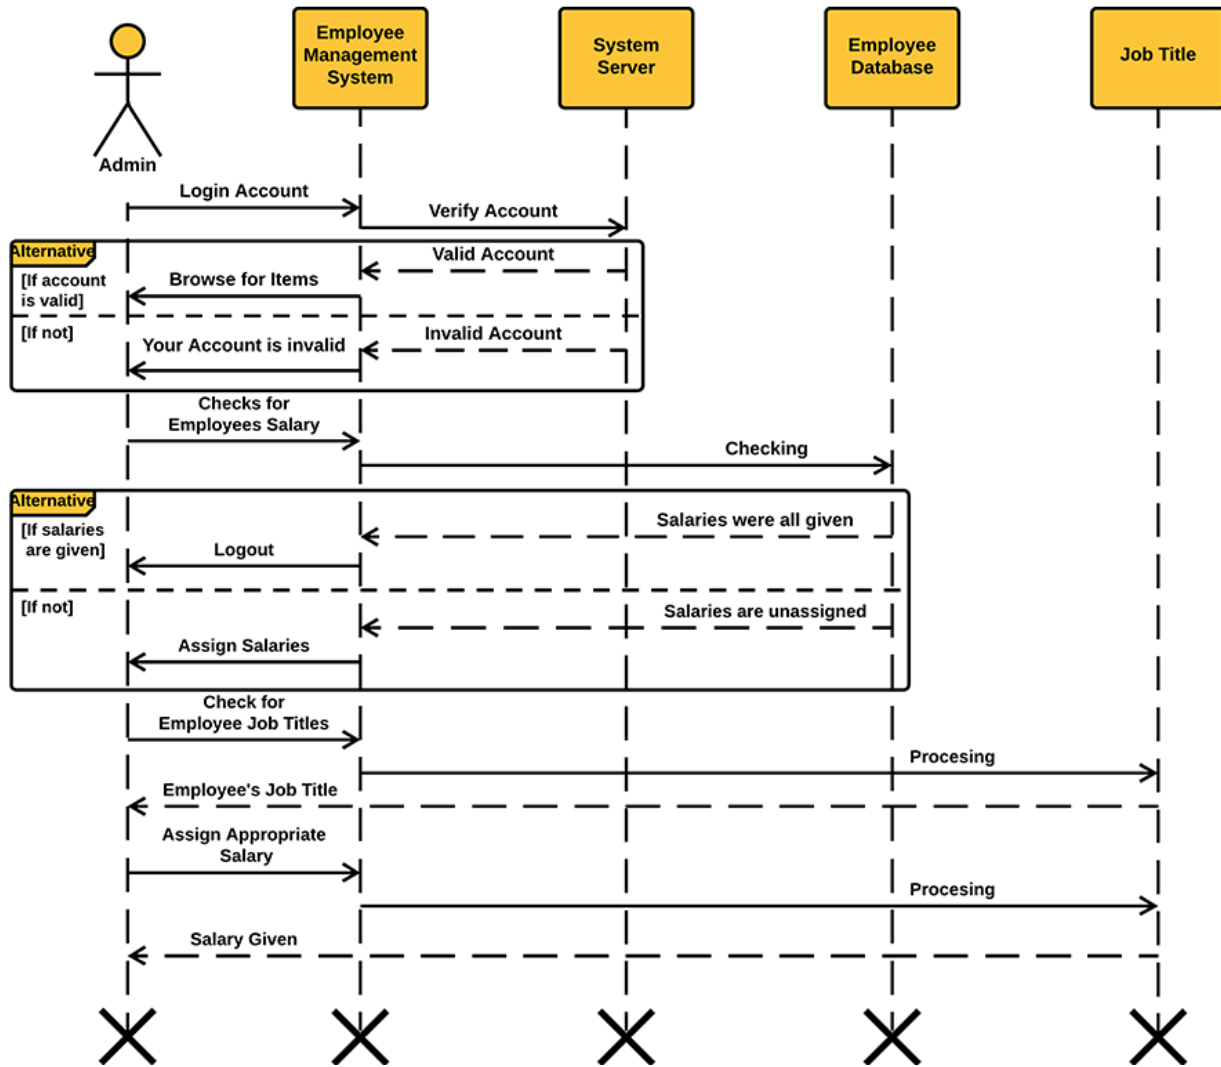 Employee
Management
System
System
Server
Employee
Database
Job Title
Admin
Login Account
Verify Account
Alternative
Valid Account
[If account
is valid]
Browse for Items
[If not]
Invalid Account
Your Account is invalid
Checks for
Employees Salary
Checking
Alternative
[If salaries
are given]
Salaries were all given
Logout
[If not]
Salaries are unassigned
Assign Salaries
Check for
Employee Job Titles
Procesing
Employee's Job Title
Assign Appropriate
Salary
Procesing
Salary Given